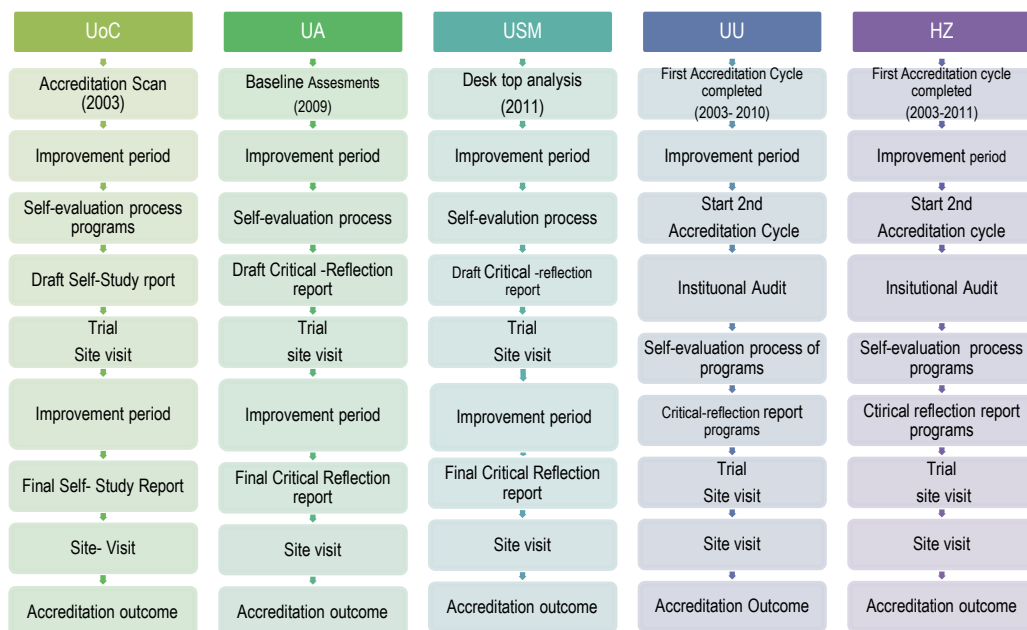 UoC
Accreditation Scan
(2003)
Improvement period
Self-evaluation process
programs
Draft Self-Study rport
Trial
Site visit
Improvement period
Final Self- Study Report
Site- Visit
Accreditation outcome
UA
Baseline Assesments
(2009)
Improvement period
Self-evaluation process
Draft Critical -Reflection
report
Trial
site visit
Improvement period
Final Critical Reflection
report
Site visit
Accreditation outcome
USM
Desk top analysis
(2011)
Improvement period
Self-evalution process
Draft Critical -reflection
report
Trial
Site visit
Improvement period
Final Critical Reflection
report
Site visit
Accreditation outcome
UU
First Accreditation Cycle
completed
(2003- 2010)
Improvement period
Start 2nd
Accreditation Cycle
Instituonal Audit
Self-evaluation process of
programs
Critical-reflection report
programs
Trial
Site visit
Site visit
Accreditation Outcome
HZ
First Accreditation cycle
completed
(2003-2011)
Improvement period
Start 2nd
Accreditation cycle
Insitutional Audit
Self-evaluation process
programs
Ctirical reflection report
programs
Trial
site visit
Site visit
Accreditation outcome